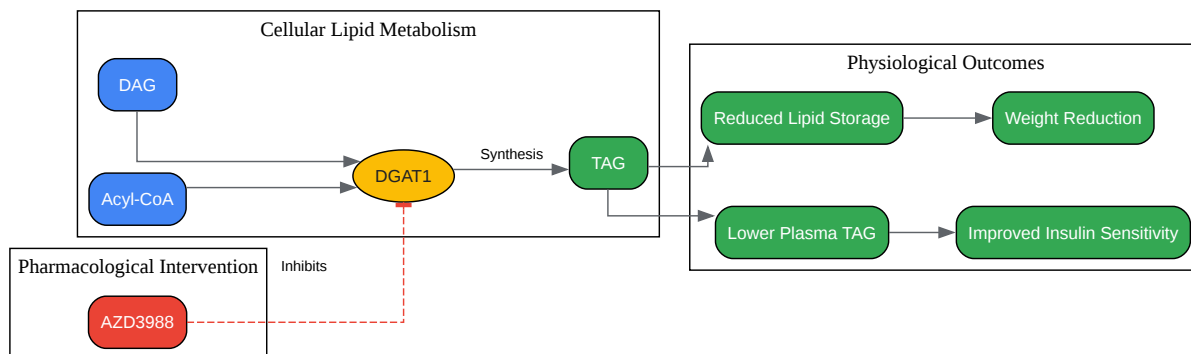 Cellular Lipid Metabolism
DAG
Acyl-CoA
DGAT1
Synthesis
TAG
Physiological Outcomes
Reduced Lipid Storage
Weight Reduction
Lower Plasma TAG
Improved Insulin Sensitivity
Pharmacological Intervention
Inhibits
AZD3988